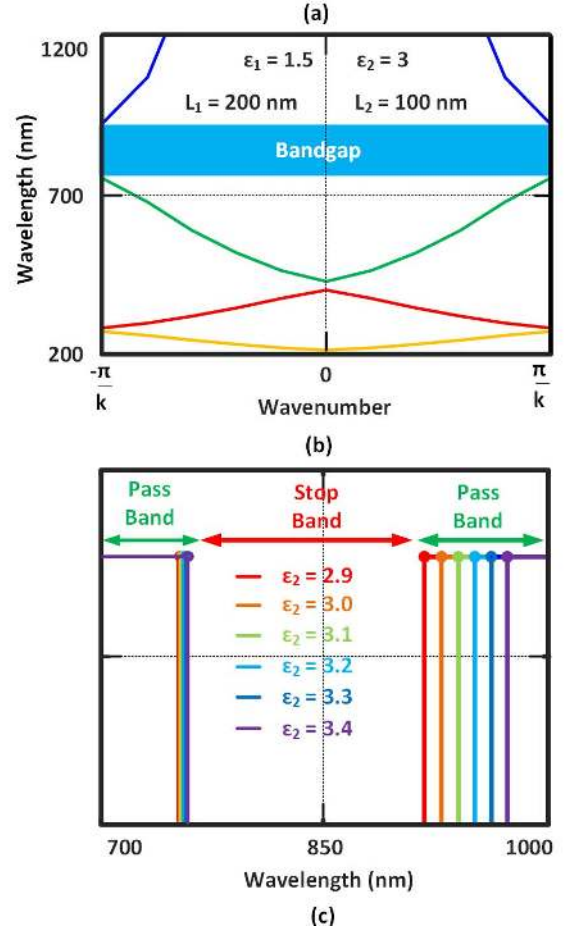 (a)
1200
ε1 = 1.5 ε2 = 3
L1 = 200 nm L2 = 100 nm
Bandgap
700
200
Wavelength (nm)
-π/k 0 π/k
Wavenumber
(b)
Pass Band
Stop Band
Pass Band
ε2 = 2.9
ε2 = 3.0
ε2 = 3.1
ε2 = 3.2
ε2 = 3.3
ε2 = 3.4
700 850 1000
Wavelength (nm)
(c)